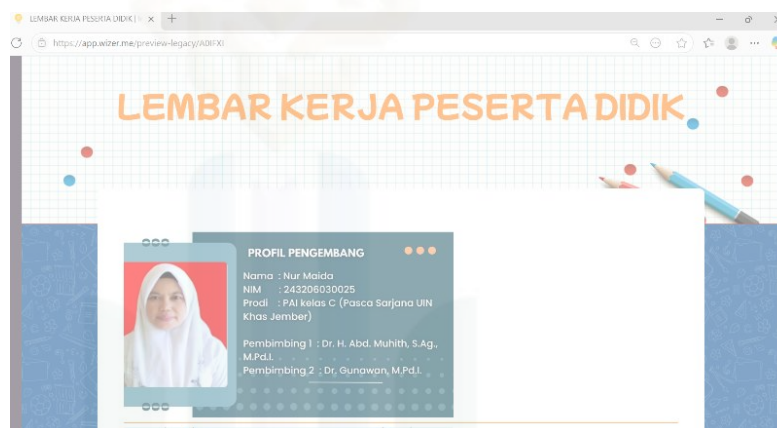 LEMBAR KERJA PESERTA DIDIK |
https://app.wizer.me/preview-legacy/A0IFXI
LEMBAR KERJA PESERTA DIDIK
PROFIL PENGEMBANG
Nama : Nur Maida
NIM : 243206030025
Prodi : PAI kelas C (Pasca Sarjana UIN
Khas Jember)
Pembimbing 1 : Dr. H. Abd. Muhith, S.Ag.,
M.Pd.I.
Pembimbing 2 : Dr. Gunawan, M.Pd.I.